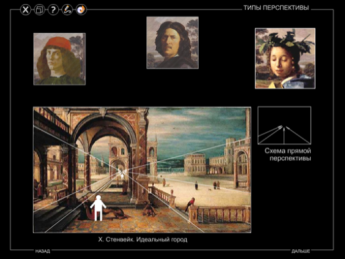 ТИПЫ ПЕРСПЕКТИВЫ
Схема прямой
перспективы
Х. Стенвейк. Идеальный город
НАЗАД
ДАЛЬШЕ